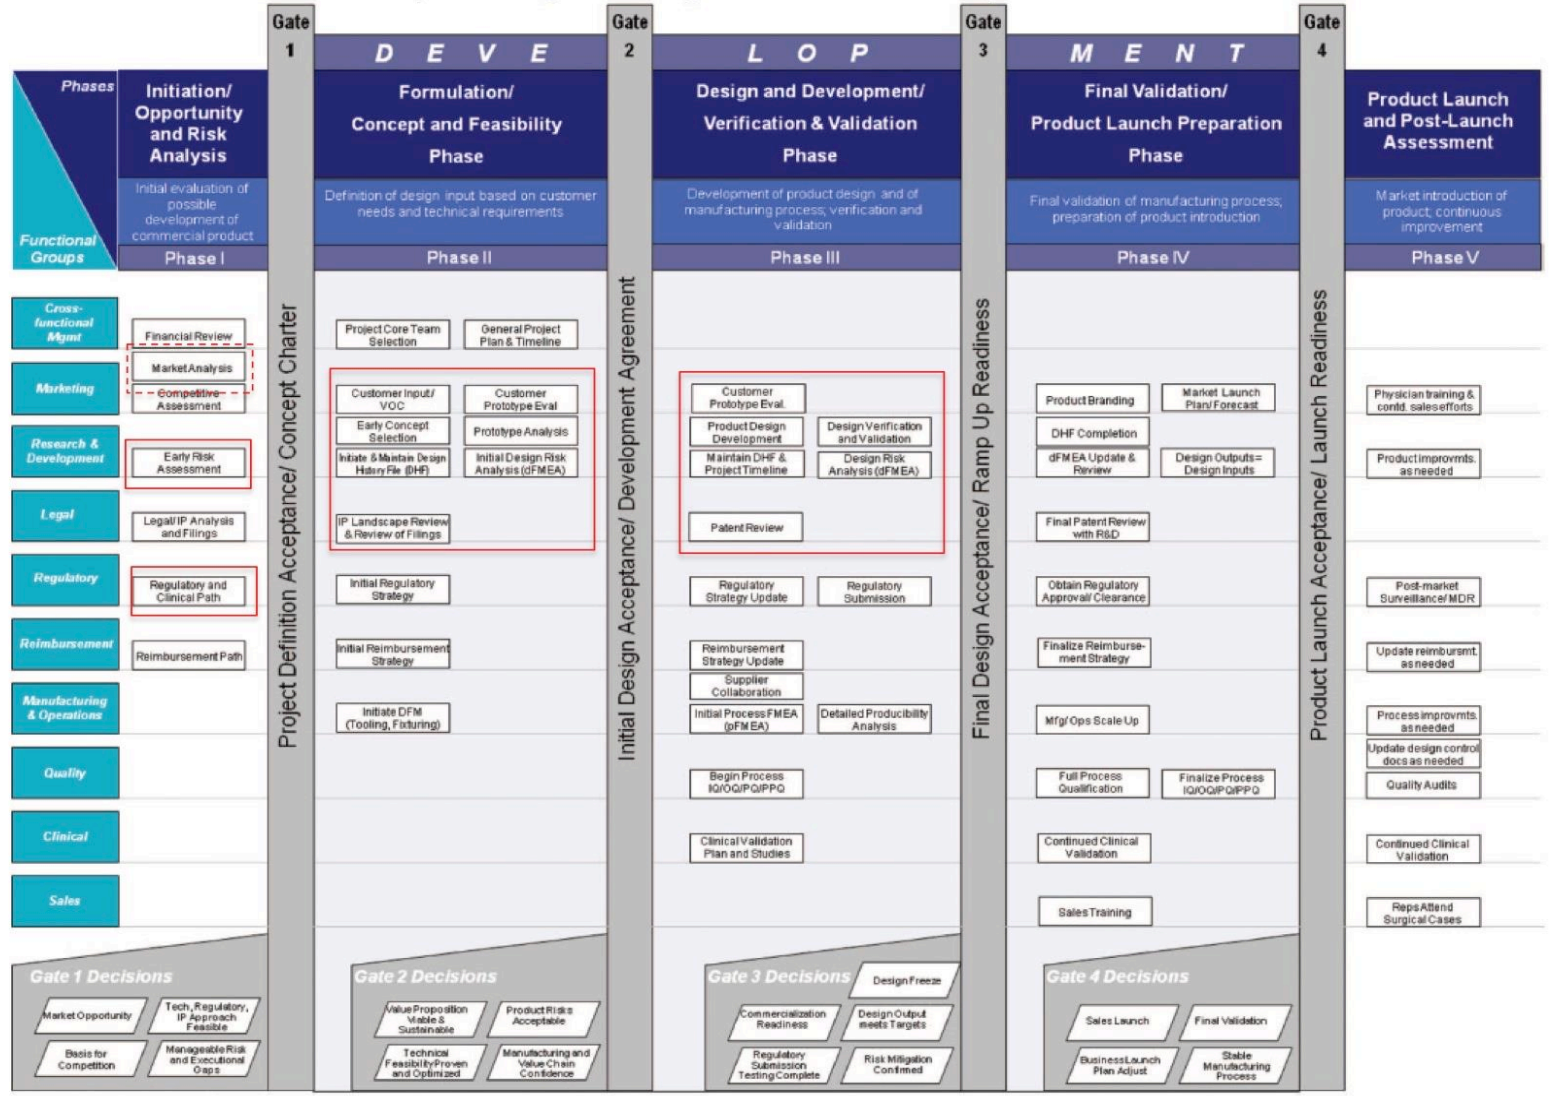 Gate
1
Gate
2
Gate
3
Gate
4
D E V E
L O P
M E N T
Phases
Functional
Groups
Initiation/
Opportunity
and Risk
Analysis
Initial evaluation of
possible
development of
commercial product
Phase I
Formulation/
Concept and Feasibility
Phase
Definition of design input based on customer
needs and technical requirements
Phase II
Design and Development/
Verification & Validation
Phase
Development of product design and of
manufacturing process; verification and
validation
Phase III
Final Validation/
Product Launch Preparation
Phase
Final validation of manufacturing process;
preparation of product introduction
Phase IV
Product Launch
and Post-Launch
Assessment
Market introduction of
product; continuous
improvement
Phase V
Project Definition Acceptance/ Concept Charter
Initial Design Acceptance/ Development Agreement
Final Design Acceptance/ Ramp Up Readiness
Product Launch Acceptance/ Launch Readiness
Cross-
functional
Mgmt
Financial Review
Project Core Team
Selection
General Project
Plan & Timeline
Marketing
Market Analysis
Competitive
Assessment
Customer Input/
VOC
Customer
Prototype Eval
Customer
Prototype Eval.
Product Branding
Market Launch
Plan/Forecast
Physician training &
contd. sales efforts
Research &
Development
Early Risk
Assessment
Early Concept
Selection
Prototype Analysis
Initiate & Maintain Design
History File (DHF)
Initial Design Risk
Analysis (dFMEA)
Product Design
Development
Design Verification
and Validation
Maintain DHF &
Project Timeline
Design Risk
Analysis (dFMEA)
DHF Completion
dFMEA Update &
Review
Design Outputs=
Design Inputs
Product improvmts.
as needed
Legal
Legal/IP Analysis
and Filings
IP Landscape Review
& Review of Filings
Patent Review
Final Patent Review
with R&D
Regulatory
Regulatory and
Clinical Path
Initial Regulatory
Strategy
Regulatory
Strategy Update
Regulatory
Submission
Obtain Regulatory
Approval/ Clearance
Post-market
Surveillance/ MDR
Reimbursement
Reimbursement Path
Initial Reimbursement
Strategy
Reimbursement
Strategy Update
Finalize Reimburse-
ment Strategy
Update reimbursmt.
as needed
Manufacturing
& Operations
Initiate DFM
(Tooling, Fixturing)
Supplier
Collaboration
Initial Process FMEA
(pFMEA)
Detailed Producibility
Analysis
Mfg/ Ops Scale Up
Process improvmts.
as needed
Quality
Begin Process
IQ/OQ/PQ/PPQ
Full Process
Qualification
Finalize Process
IQ/OQ/PQ/PPQ
Update design control
docs as needed
Quality Audits
Clinical
Clinical Validation
Plan and Studies
Continued Clinical
Validation
Continued Clinical
Validation
Sales
Sales Training
Reps Attend
Surgical Cases
Gate 1 Decisions
Market Opportunity
Tech, Regulatory,
IP Approach
Feasible
Basis for
Competition
Manageable Risk
and Executional
Gaps
Gate 2 Decisions
Value Proposition
Viable &
Sustainable
Product Risks
Acceptable
Technical
Feasibility Proven
and Optimized
Manufacturing and
Value Chain
Confidence
Gate 3 Decisions
Design Freeze
Commercialization
Readiness
Design Output
meets Targets
Regulatory
Submission
Testing Complete
Risk Mitigation
Confirmed
Gate 4 Decisions
Sales Launch
Final Validation
Business Launch
Plan Adjust
Stable
Manufacturing
Process